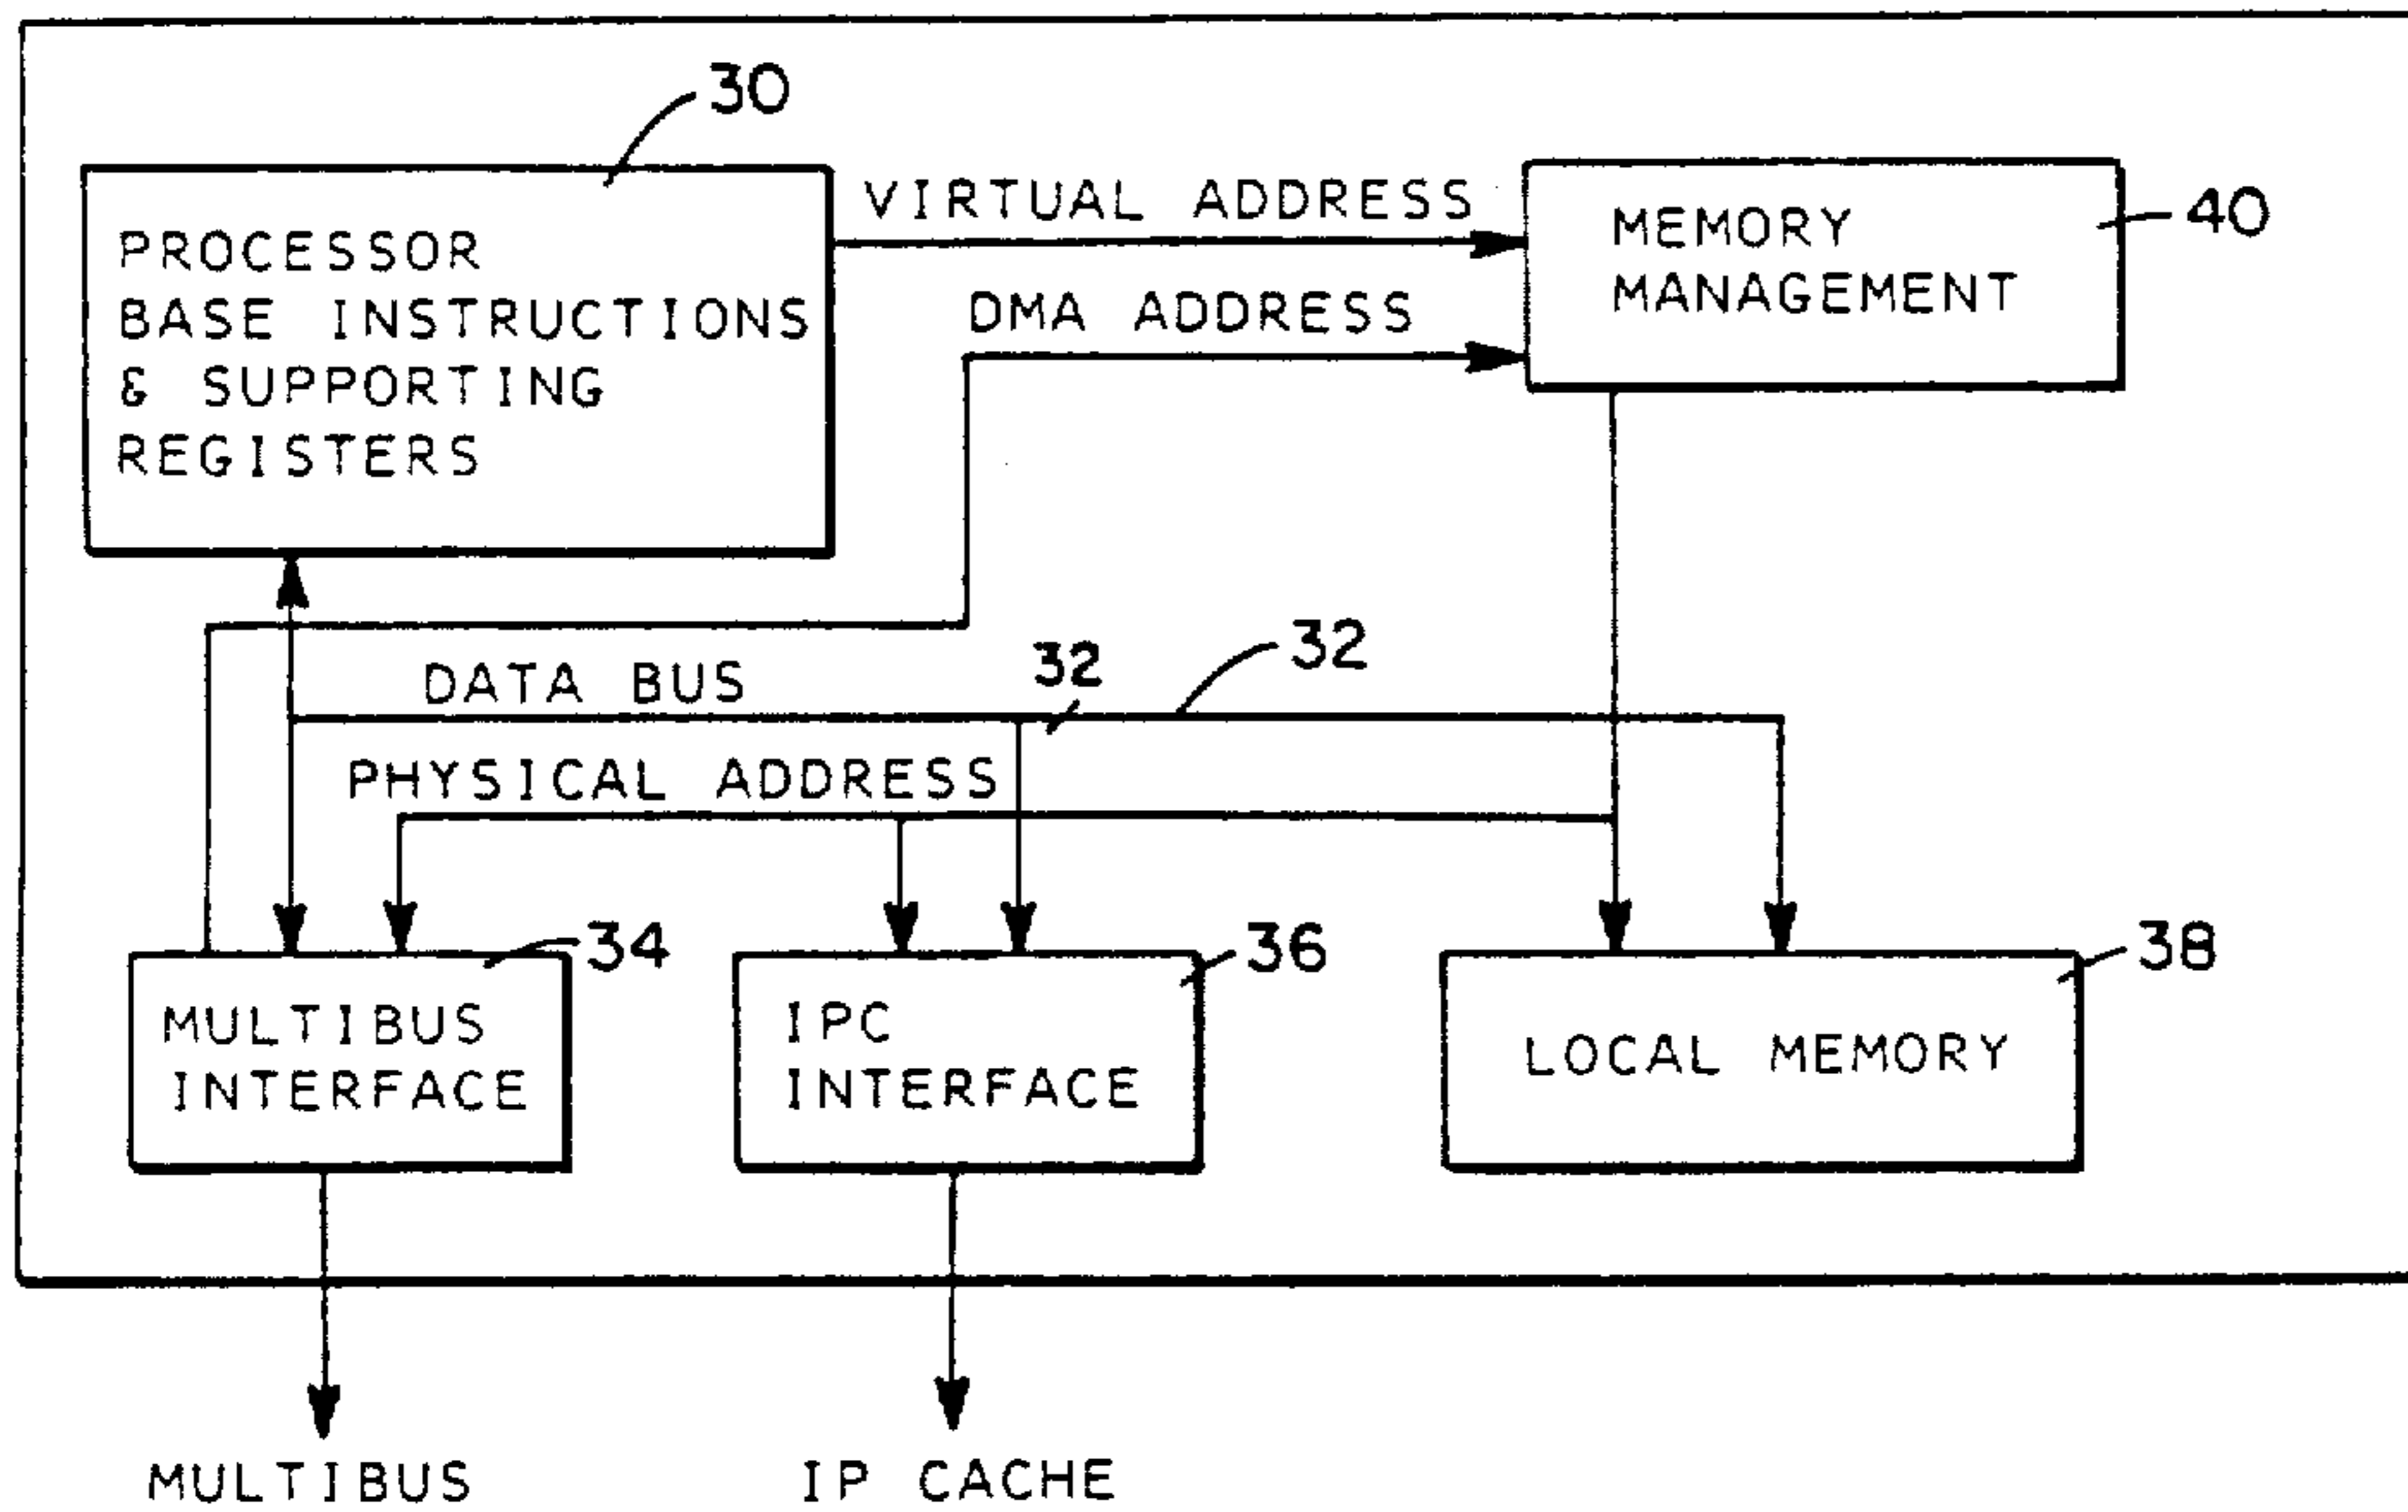 30
VIRTUAL ADDRESS
PROCESSOR
BASE INSTRUCTIONS
& SUPPORTING
REGISTERS
MEMORY
MANAGEMENT
40
DMA ADDRESS
DATA BUS
32
32
PHYSICAL ADDRESS
34
MULTIBUS
INTERFACE
36
IPC
INTERFACE
38
LOCAL MEMORY
MULTIBUS
IP CACHE